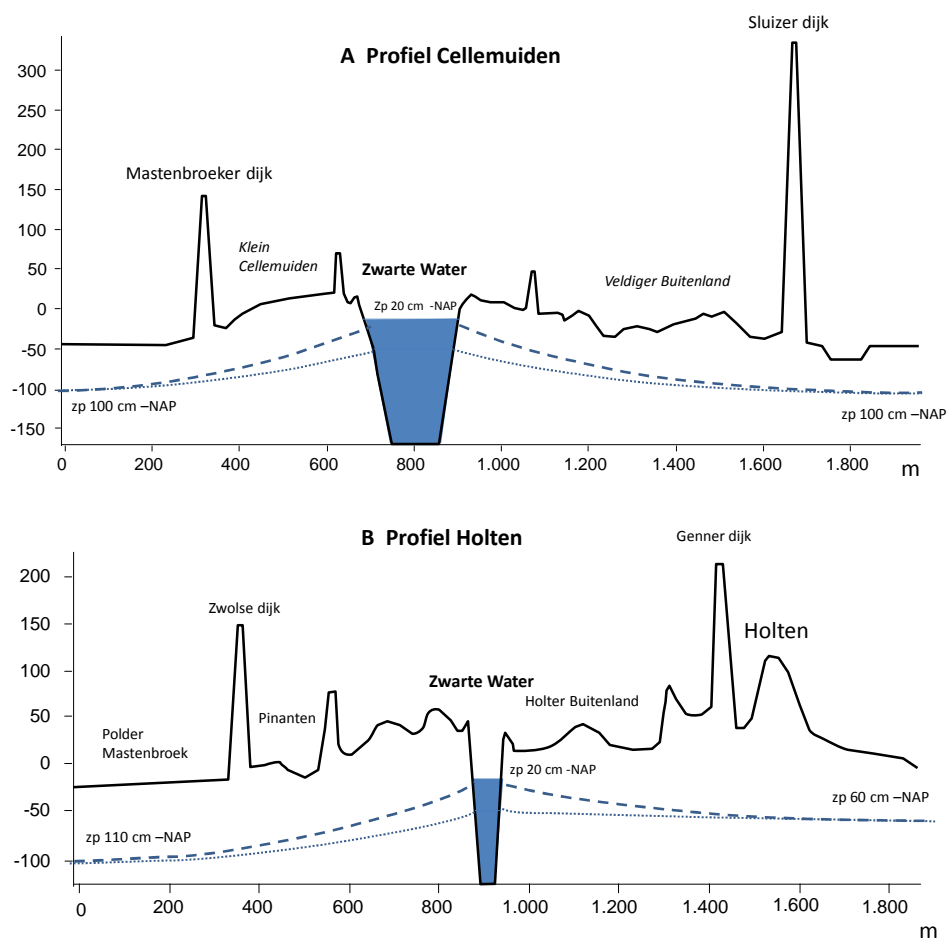 Sluizer dijk
A Profiel Cellemuiden
300
250
200
Mastenbroeker dijk
150
100
Klein
Cellemuiden
Zwarte Water
Veldiger Buitenland
50
Zp 20 cm -NAP
0
-50
-100
zp 100 cm –NAP
zp 100 cm –NAP
-150
0
200
400
600
800
1.000
1.200
1.400
1.600
1.800
m
B Profiel Holten
Genner dijk
200
Zwolse dijk
150
Holten
100
Zwarte Water
Pinanten
Holter Buitenland
50
Polder
Mastenbroek
0
zp 20 cm -NAP
zp 60 cm –NAP
-50
zp 110 cm –NAP
-100
0
200
400
600
800
1.000
1.200
1.400
1.600
1.800
m